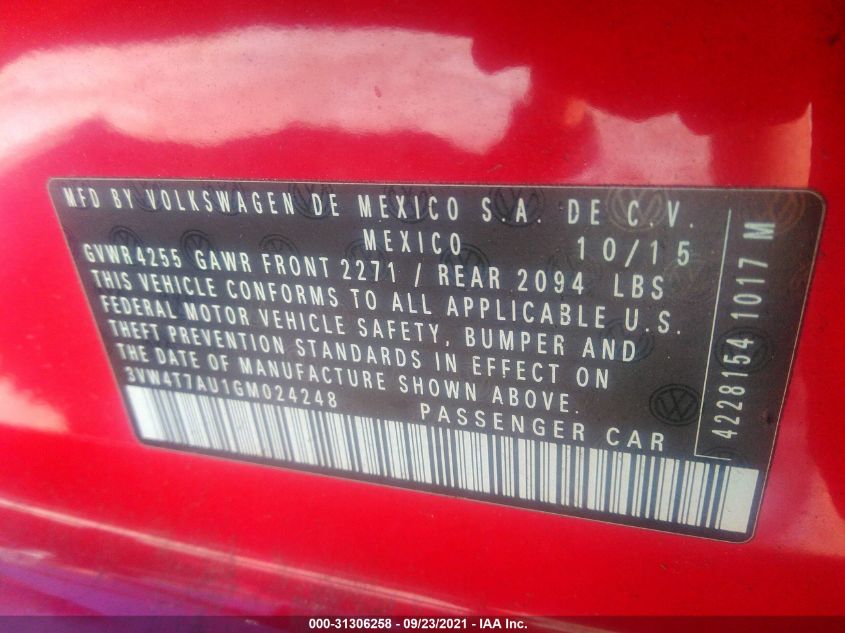 MFD BY VOLKSWAGEN DE MEXICO S.A. DE C.V.
MEXICO 10/15
GVWR 4255 GAWR FRONT 2271 / REAR 2094 LBS
THIS VEHICLE CONFORMS TO ALL APPLICABLE U.S.
FEDERAL MOTOR VEHICLE SAFETY, BUMPER AND
THEFT PREVENTION STANDARDS IN EFFECT ON
THE DATE OF MANUFACTURE SHOWN ABOVE.
3VW4T7AU1GM024248
PASSENGER CAR
4228154 1017 M
000-31306258 - 09/23/2021 - IAA Inc.